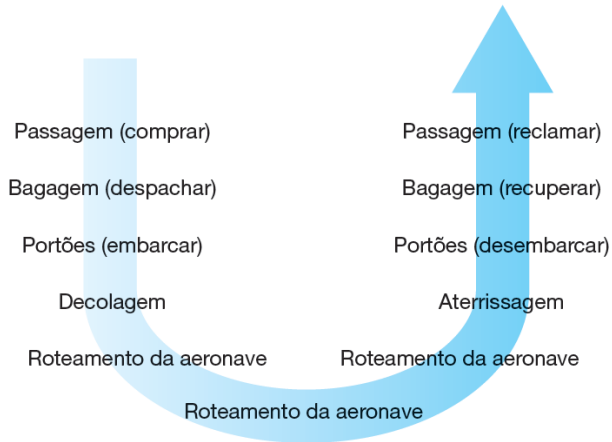 Passagem (comprar)
Bagagem (despachar)
Portões (embarcar)
Decolagem
Roteamento da aeronave
Roteamento da aeronave
Roteamento da aeronave
Aterrissagem
Portões (desembarcar)
Bagagem (recuperar)
Passagem (reclamar)